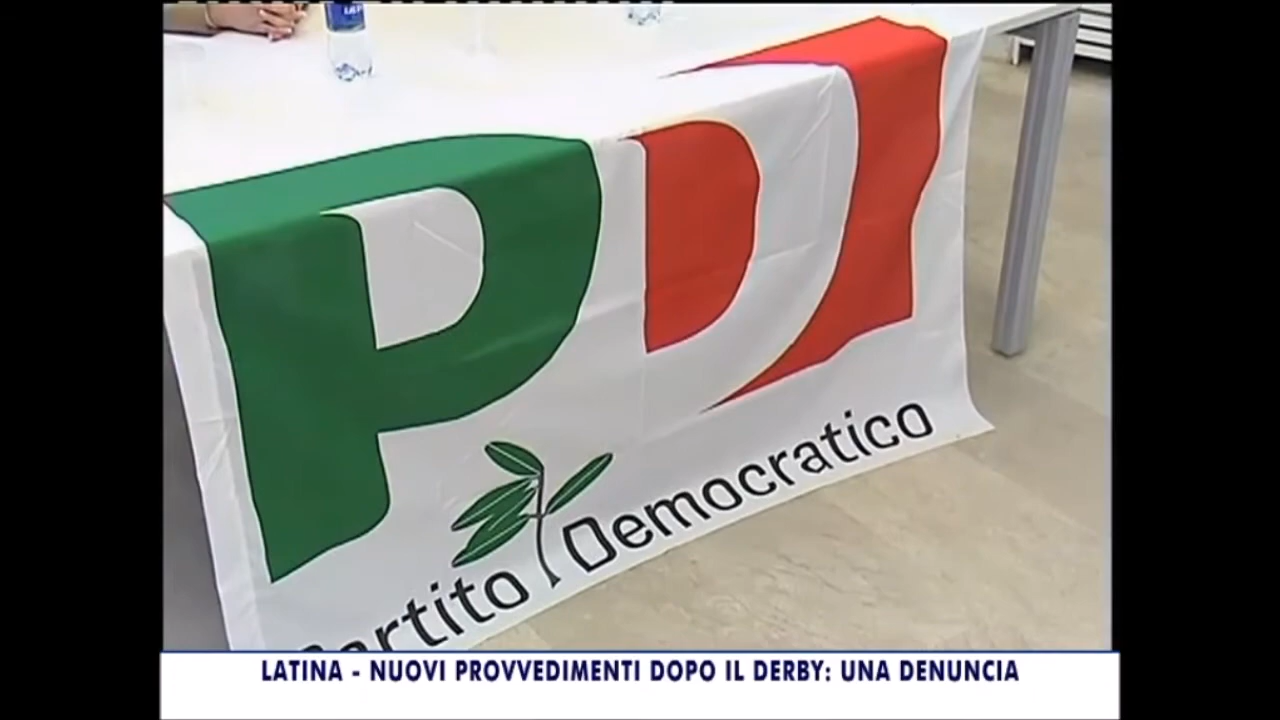 PD
Partito Democratico
LATINA - NUOVI PROVVEDIMENTI DOPO IL DERBY: UNA DENUNCIA